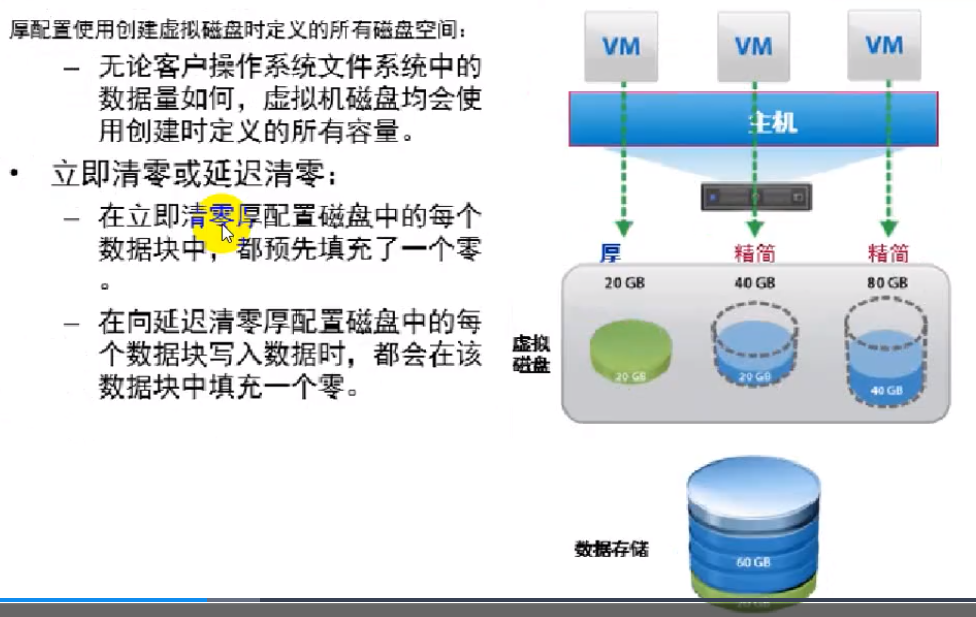 厚配置使用创建虚拟磁盘时定义的所有磁盘空间：
– 无论客户操作系统文件系统中的
数据量如何，虚拟机磁盘均会使
用创建时定义的所有容量。
• 立即清零或延迟清零：
– 在立即清零厚配置磁盘中的每个
数据块中，都预先填充了一个零
。
– 在向延迟清零厚配置磁盘中的每
个数据块写入数据时，都会在该
数据块中填充一个零。
VM VM VM
主机
厚 精简 精简
20 GB 40 GB 80 GB
虚拟
磁盘
20 GB 20 GB 40 GB
数据存储
60 GB
20 GB